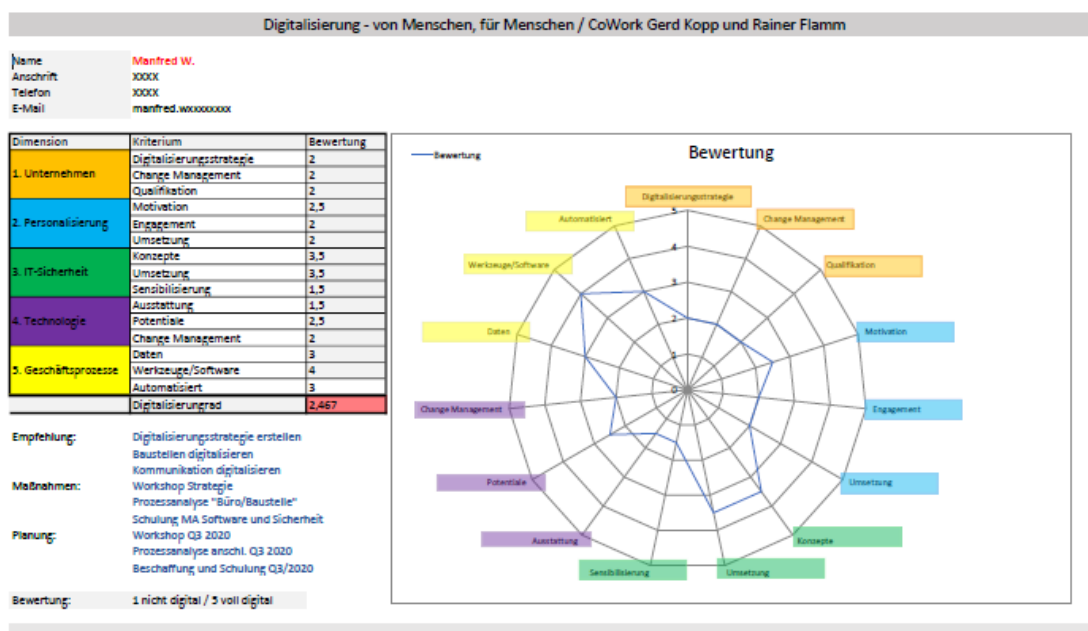 Digitalisierung - von Menschen, für Menschen / CoWork Gerd Kopp und Rainer Flamm
Name Manfred W.
Anschrift XXXX
Telefon XXXX
E-Mail manfred.wxxxxxxxx
Dimension Kriterium Bewertung
1. Unternehmen
Digitalisierungsstrategie 2
Change Management 2
Qualifikation 2
2. Personalisierung
Motivation 2,5
Engagement 2
Umsetzung 2
3. IT-Sicherheit
Konzepte 3,5
Umsetzung 3,5
Sensibilisierung 1,5
4. Technologie
Ausstattung 1,5
Potentiale 2,5
Change Management 2
5. Geschäftsprozesse
Daten 3
Werkzeuge/Software 4
Automatisiert 3
Digitalisierungrad 2,467
Empfehlung: Digitalisierungsstrategie erstellen
Baustellen digitalisieren
Kommunikation digitalisieren
Maßnahmen: Workshop Strategie
Prozessanalyse "Büro/Baustelle"
Schulung MA Software und Sicherheit
Planung: Workshop Q3 2020
Prozessanalyse anschl. Q3 2020
Beschaffung und Schulung Q3/2020
Bewertung: 1 nicht digital / 5 voll digital
Bewertung
Bewertung
Digitalisierungsstrategie
Change Management
Qualifikation
Motivation
Engagement
Umsetzung
Konzepte
Umsetzung
Sensibilisierung
Ausstattung
Potentiale
Change Management
Daten
Werkzeuge/Software
Automatisiert
5
4
3
2
1
0